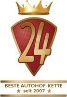 24
BESTE AUTOHOF-KETTE
★ seit 2007 ★